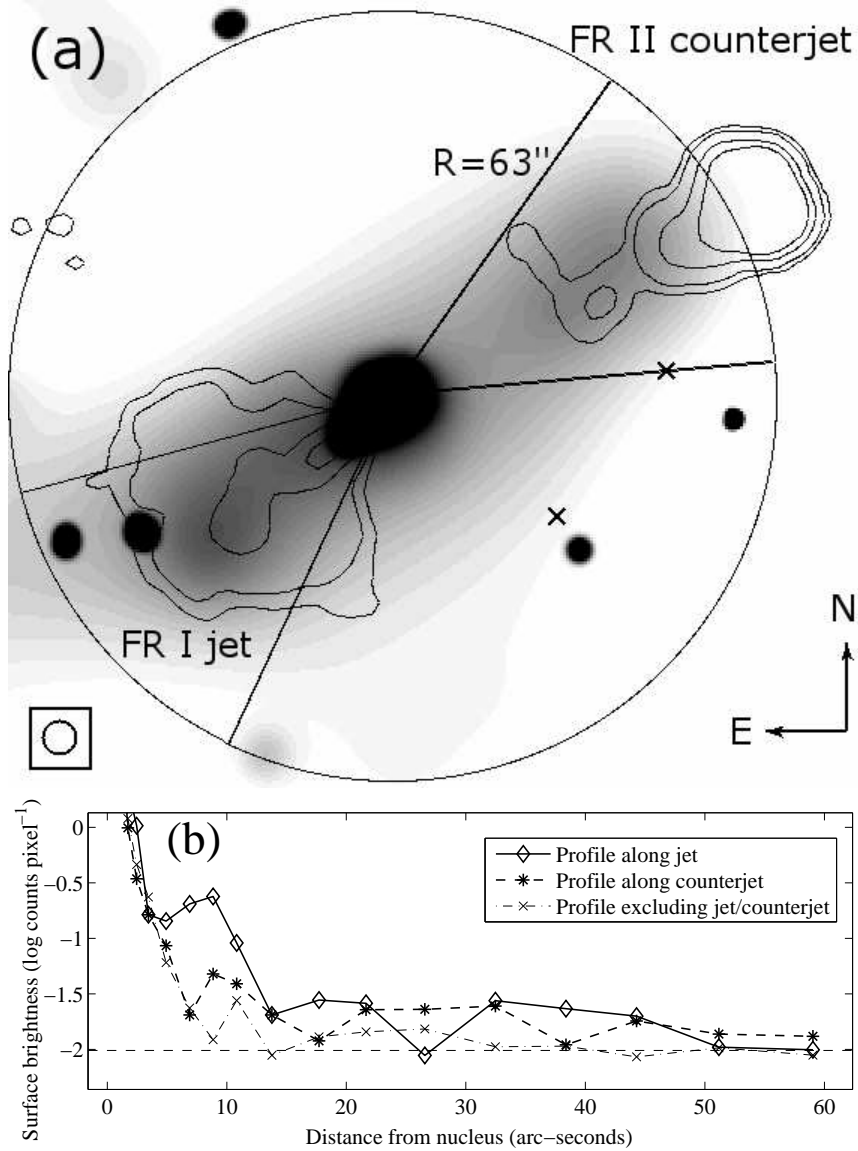 (a)
FR II counterjet
R=63"
FR I jet
N
E
(b)
Surface brightness (log counts pixel⁻¹)
0
−0.5
−1
−1.5
−2
Profile along jet
Profile along counterjet
Profile excluding jet/counterjet
0 10 20 30 40 50 60
Distance from nucleus (arc−seconds)